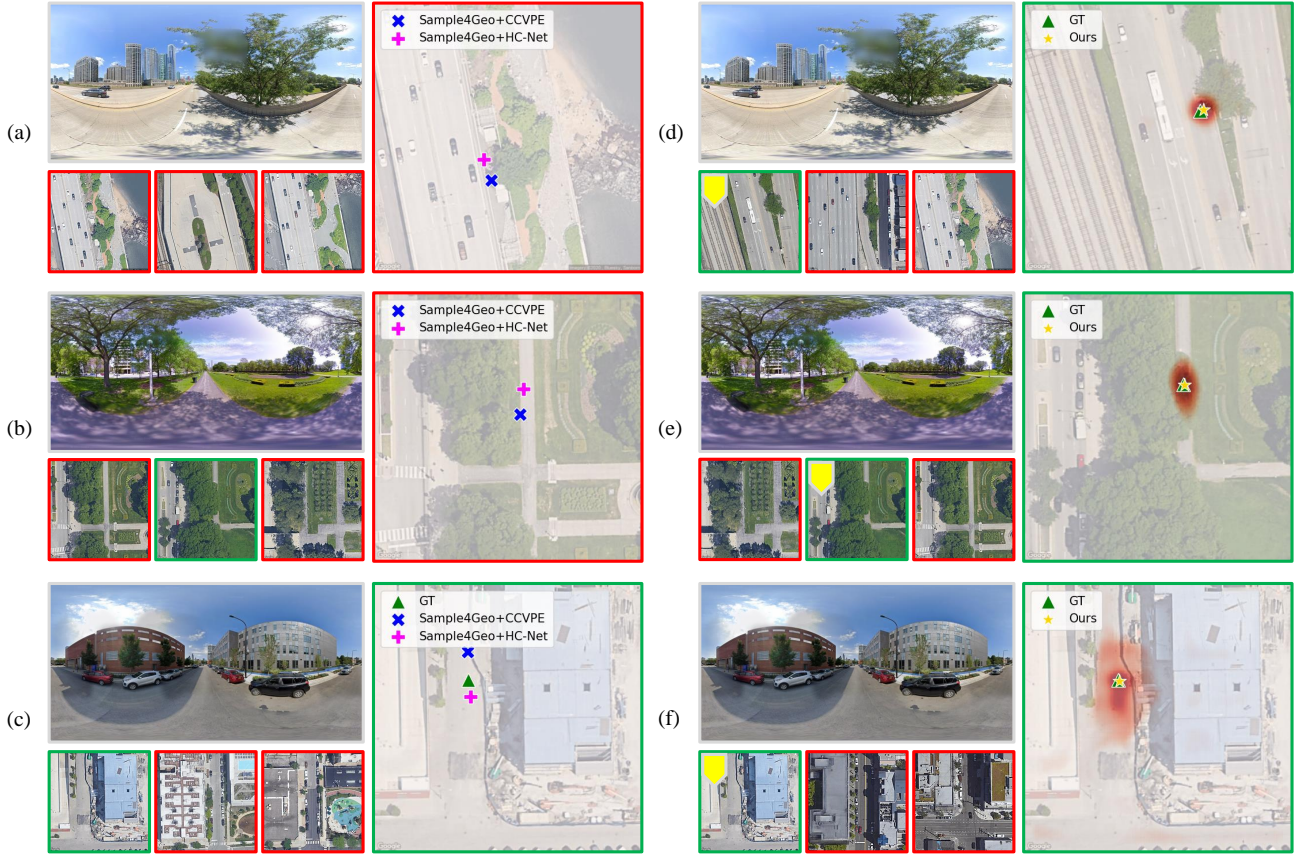 (a)
Sample4Geo+CCVPE
Sample4Geo+HC-Net
(d)
GT
Ours
(b)
Sample4Geo+CCVPE
Sample4Geo+HC-Net
(e)
GT
Ours
(c)
GT
Sample4Geo+CCVPE
Sample4Geo+HC-Net
(f)
GT
Ours